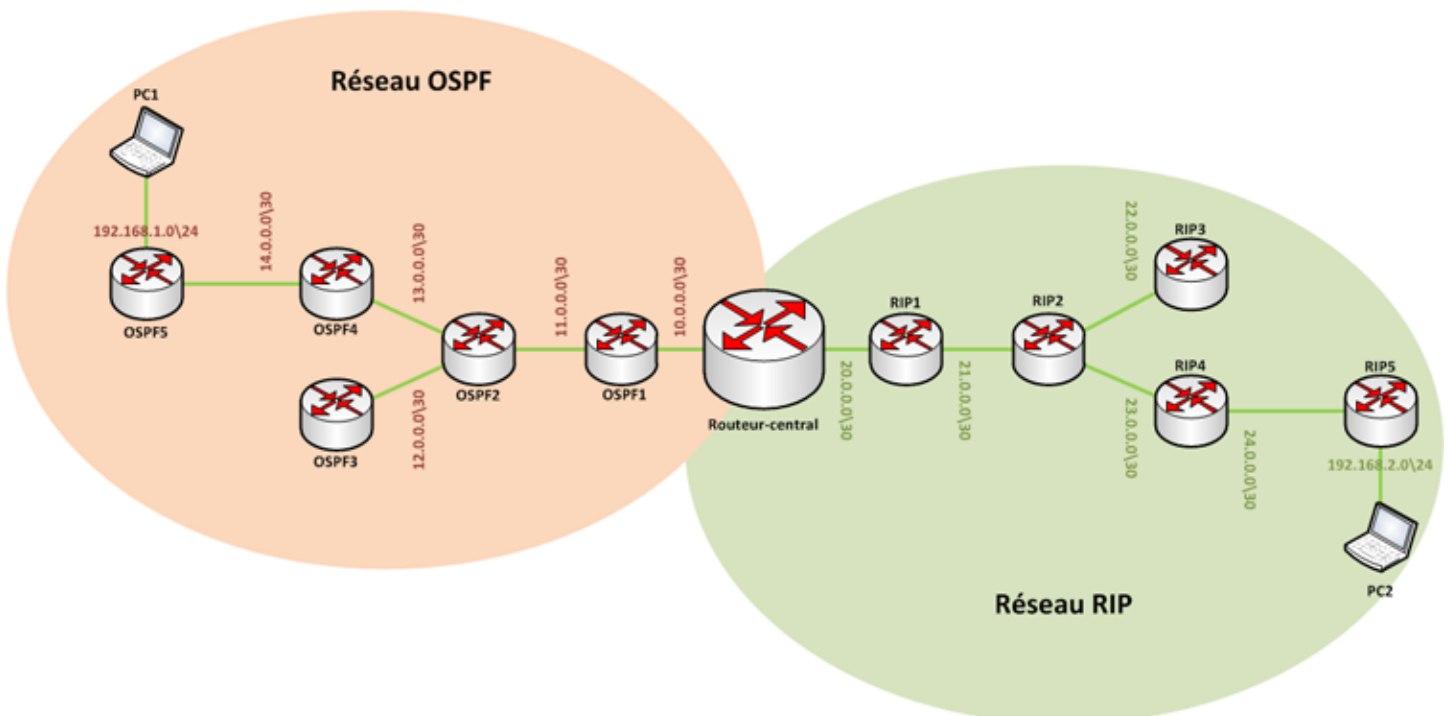 Réseau OSPF
PC1
192.168.1.0\24
14.0.0.0\30
13.0.0.0\30
OSPF5
OSPF4
11.0.0.0\30
10.0.0.0\30
OSPF2
OSPF1
OSPF3
12.0.0.0\30
Routeur-central
20.0.0.0\30
RIP1
21.0.0.0\30
RIP2
22.0.0.0\30
RIP3
RIP4
23.0.0.0\30
24.0.0.0\30
RIP5
192.168.2.0\24
PC2
Réseau RIP